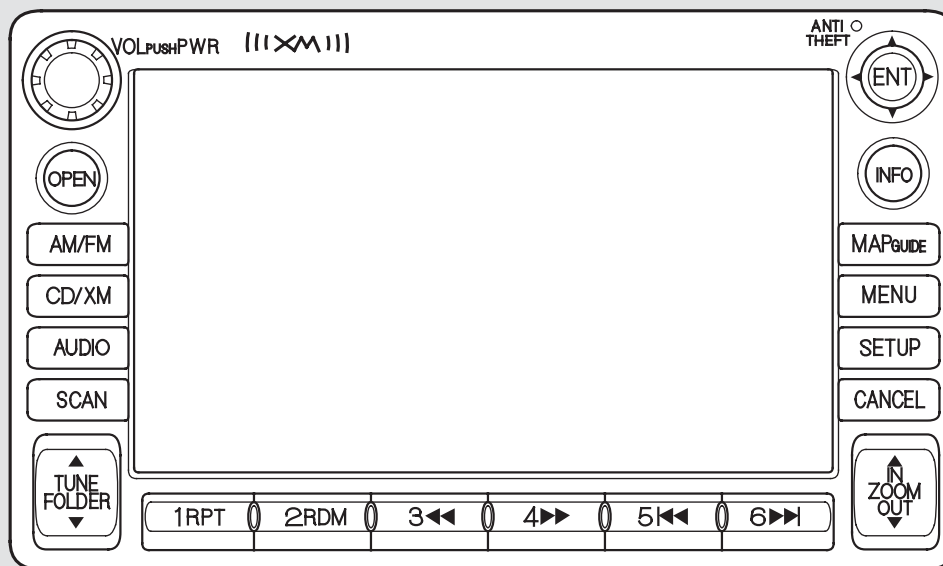 VOL PUSH PWR
(((XM)))
ANTI
THEFT
ENT
OPEN
INFO
AM/FM
MAP GUIDE
CD/XM
MENU
AUDIO
SETUP
SCAN
CANCEL
TUNE
FOLDER
IN
ZOOM
OUT
1RPT
2RDM
3◀◀
4▶▶
5|◀◀
6▶▶|